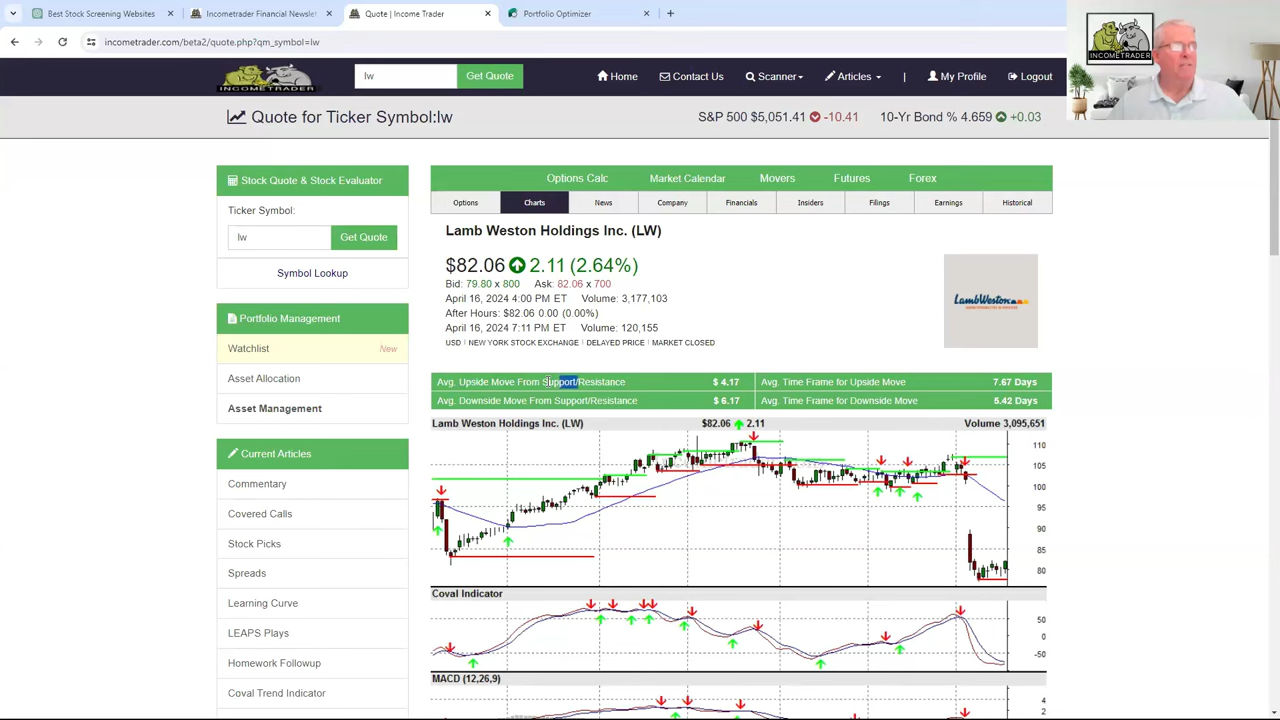 Best Stock Screening Websites
Incometrader Financial Newslet
Quote | Income Trader
Portfolio Optimizer
incometrader.com/beta2/quote.php?qm_symbol=lw
INCOMETRADER
INCOMETRADER
lw
Get Quote
Home
Contact Us
Scanner
Articles
|
My Profile
Logout
Quote for Ticker Symbol:lw
S&P 500 $5,051.41 -10.41
10-Yr Bond % 4.659 +0.03
Stock Quote & Stock Evaluator
Ticker Symbol:
lw
Get Quote
Symbol Lookup
Portfolio Management
Watchlist
New
Asset Allocation
Asset Management
Current Articles
Commentary
Covered Calls
Stock Picks
Spreads
Learning Curve
LEAPS Plays
Homework Followup
Coval Trend Indicator
Options Calc
Market Calendar
Movers
Futures
Forex
Options
Charts
News
Company
Financials
Insiders
Filings
Earnings
Historical
Lamb Weston Holdings Inc. (LW)
$82.06 2.11 (2.64%)
Bid: 79.80 x 800 Ask: 82.06 x 700
April 16, 2024 4:00 PM ET Volume: 3,177,103
After Hours: $82.06 0.00 (0.00%)
April 16, 2024 7:11 PM ET Volume: 120,155
USD | NEW YORK STOCK EXCHANGE | DELAYED PRICE | MARKET CLOSED
LambWeston
Avg. Upside Move From Support/Resistance $ 4.17
Avg. Time Frame for Upside Move 7.67 Days
Avg. Downside Move From Support/Resistance $ 6.17
Avg. Time Frame for Downside Move 5.42 Days
Lamb Weston Holdings Inc. (LW) $82.06 2.11 Volume 3,095,651
110
105
100
95
90
85
80
Coval Indicator
50
0
-50
MACD (12,26,9)
4
2